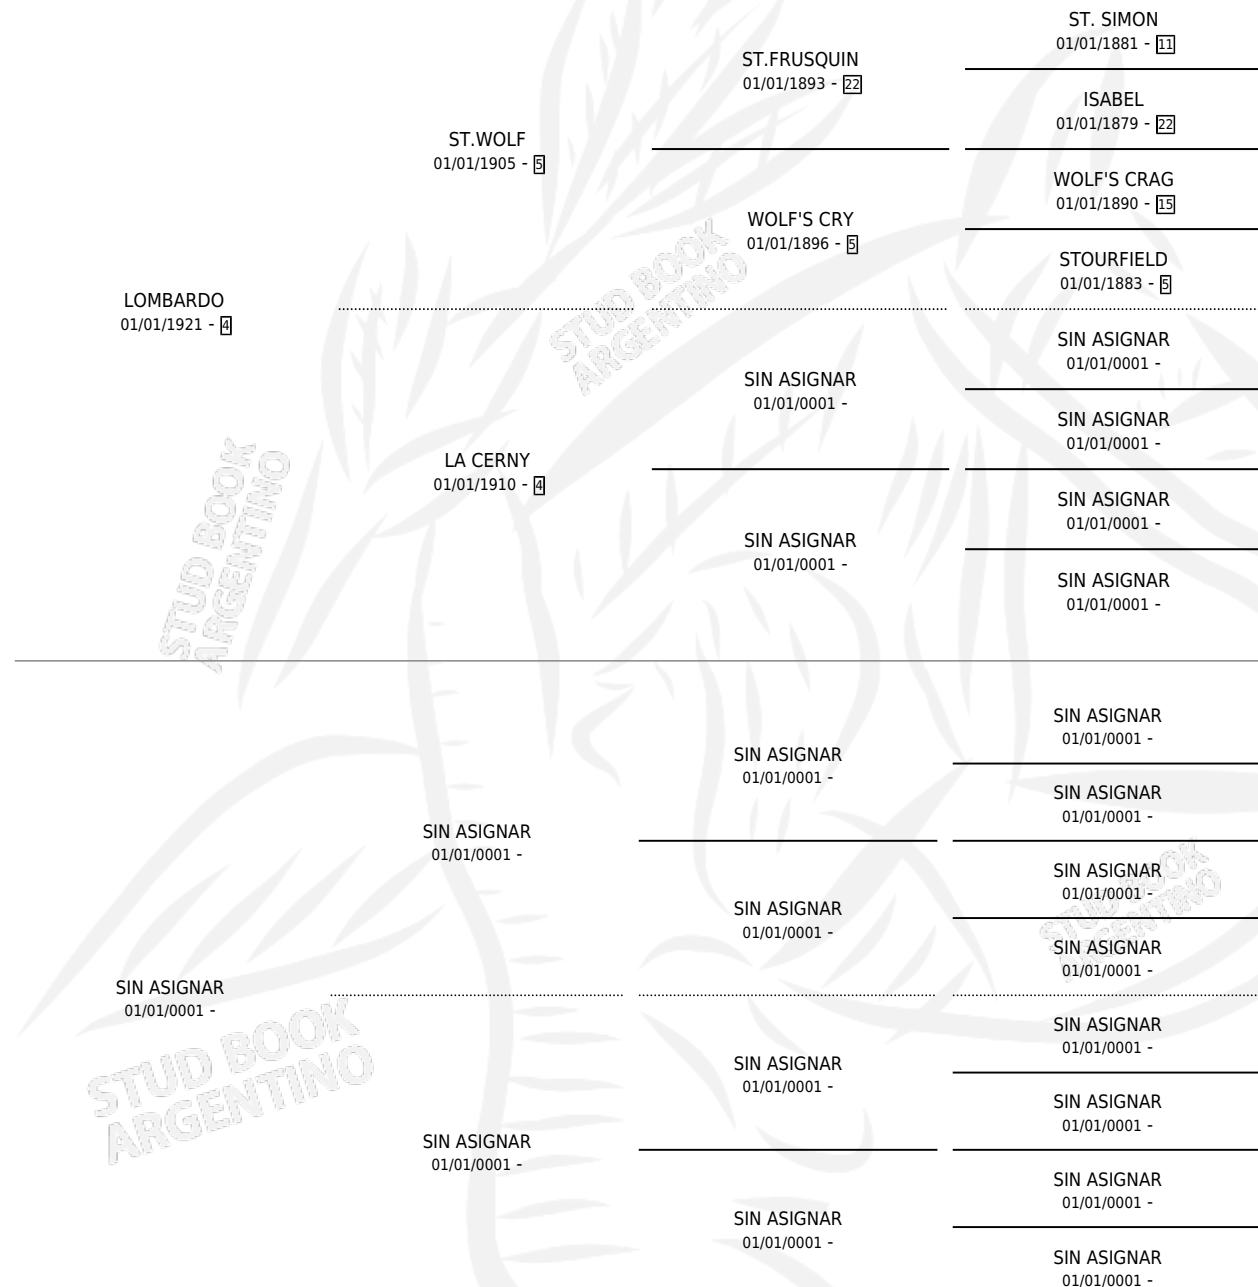 ST. SIMON
01/01/1881 - 11
ST.FRUSQUIN
01/01/1893 - 22
ISABEL
01/01/1879 - 22
ST.WOLF
01/01/1905 - 5
WOLF'S CRAG
01/01/1890 - 15
WOLF'S CRY
01/01/1896 - 5
STOURFIELD
01/01/1883 - 5
STUD BOOK
ARGENTINO
LOMBARDO
01/01/1921 - 4
SIN ASIGNAR
01/01/0001 -
SIN ASIGNAR
01/01/0001 -
SIN ASIGNAR
01/01/0001 -
LA CERNY
01/01/1910 - 4
STUD BOOK
ARGENTINO
SIN ASIGNAR
01/01/0001 -
SIN ASIGNAR
01/01/0001 -
SIN ASIGNAR
01/01/0001 -
SIN ASIGNAR
01/01/0001 -
SIN ASIGNAR
01/01/0001 -
SIN ASIGNAR
01/01/0001 -
SIN ASIGNAR
01/01/0001 -
SIN ASIGNAR
01/01/0001 -
SIN ASIGNAR
01/01/0001 -
SIN ASIGNAR
01/01/0001 -
STUD BOOK
ARGENTINO
SIN ASIGNAR
01/01/0001 -
STUD BOOK
ARGENTINO
SIN ASIGNAR
01/01/0001 -
SIN ASIGNAR
01/01/0001 -
SIN ASIGNAR
01/01/0001 -
SIN ASIGNAR
01/01/0001 -
SIN ASIGNAR
01/01/0001 -
SIN ASIGNAR
01/01/0001 -
SIN ASIGNAR
01/01/0001 -